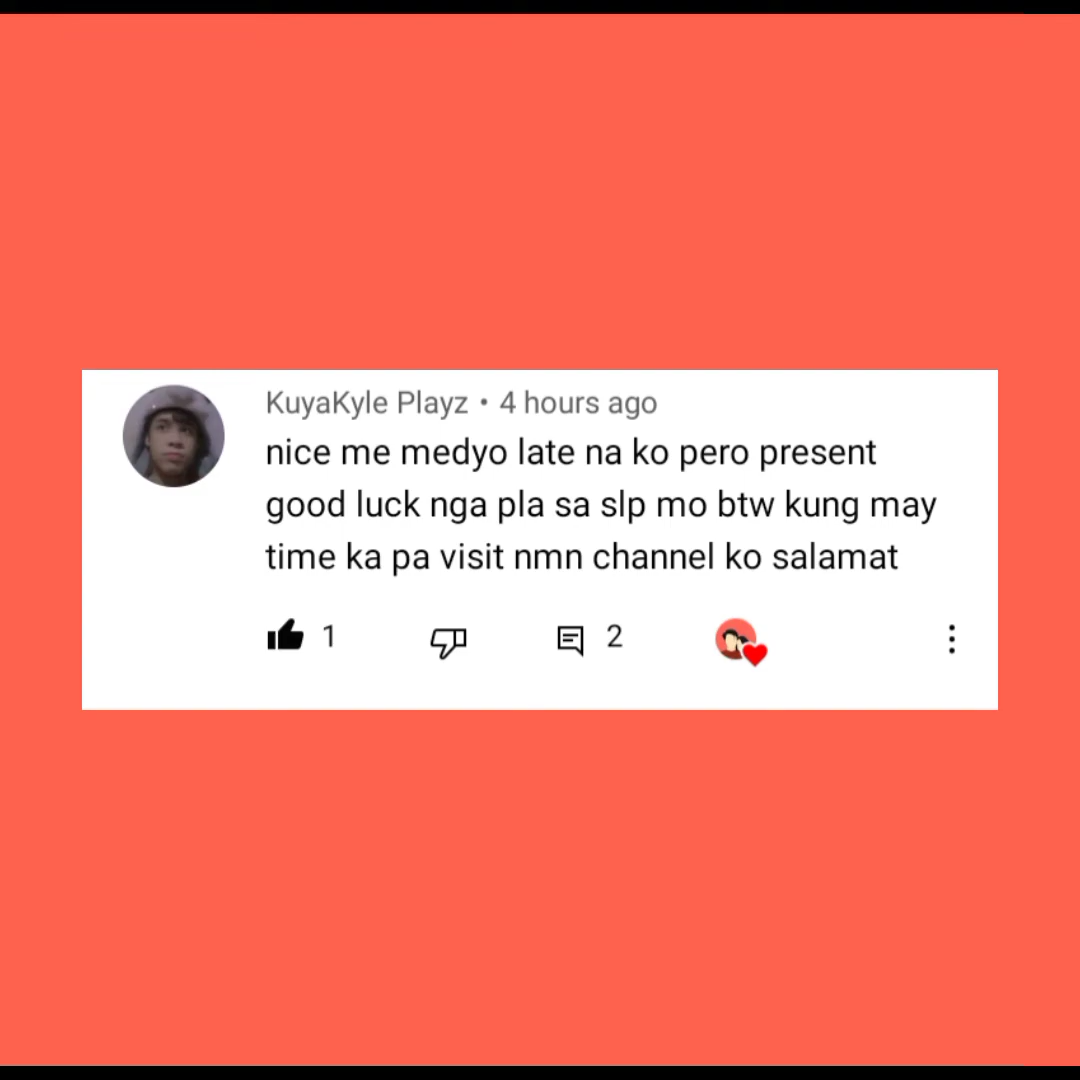 KuyaKyle Playz • 4 hours ago
nice me medyo late na ko pero present
good luck nga pla sa slp mo btw kung may
time ka pa visit nmn channel ko salamat
1 2